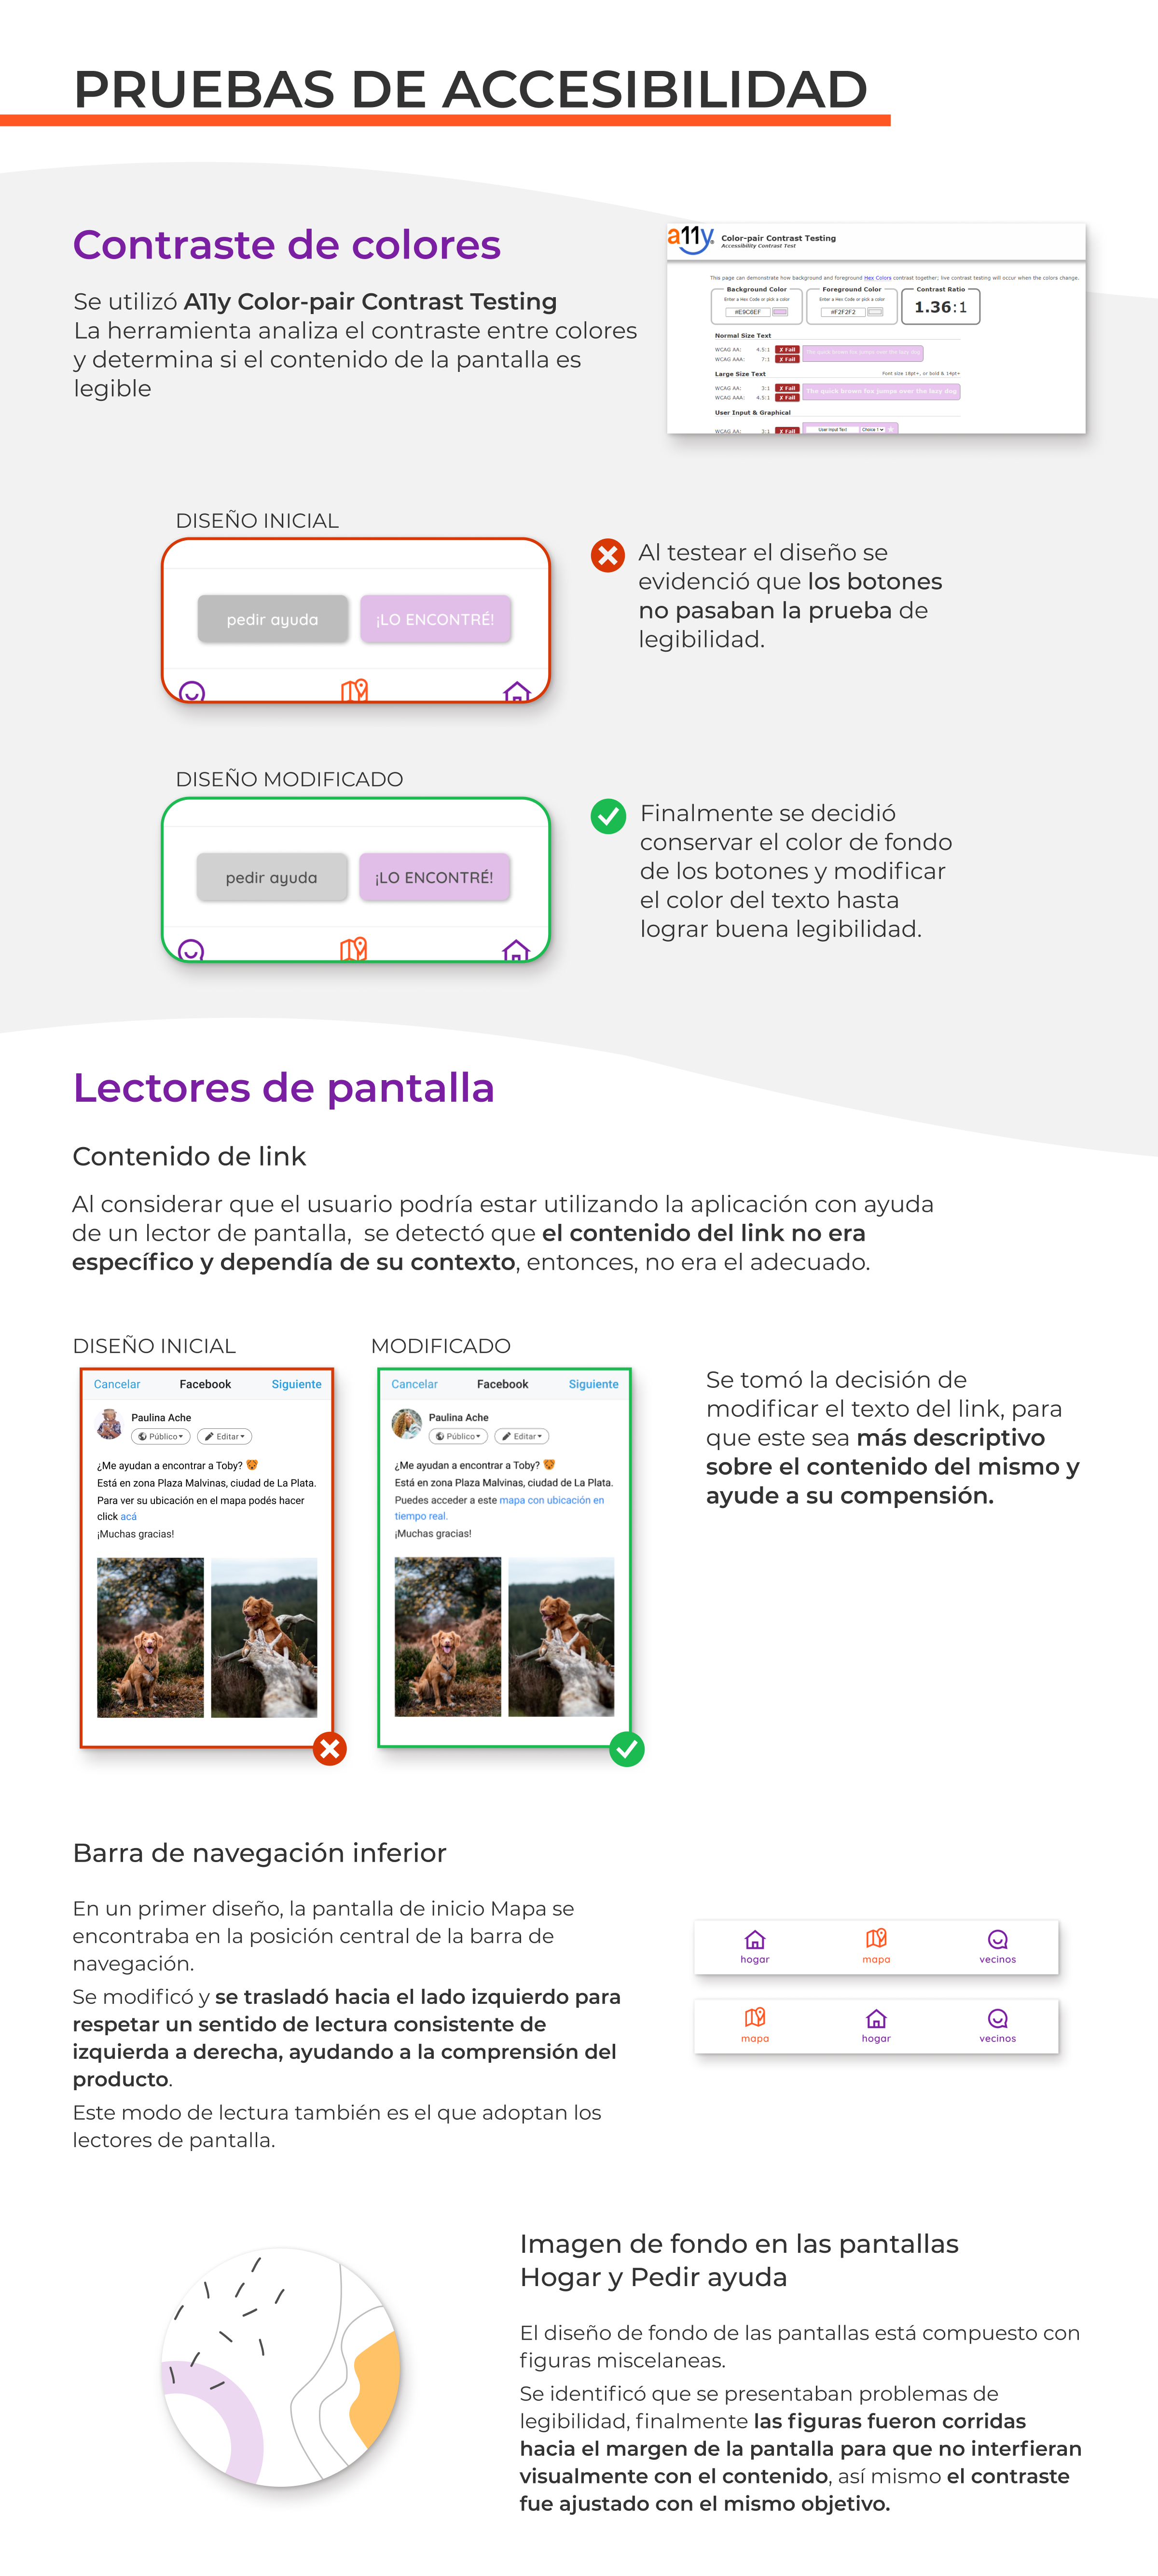 PRUEBAS DE ACCESIBILIDAD
Contraste de colores
Se utilizó A11y Color-pair Contrast Testing
La herramienta analiza el contraste entre colores
y determina si el contenido de la pantalla es
legible
a11y
Color-pair Contrast Testing
Accessibility Contrast Test
This page can demonstrate how background and foreground Hex Colors contrast together; live contrast testing will occur when the colors change.
Background Color
Enter a Hex Code or pick a color
#E9C6EF
Foreground Color
Enter a Hex Code or pick a color
#F2F2F2
Contrast Ratio
1.36:1
Normal Size Text
WCAG AA: 4.5:1 X Fail
WCAG AAA: 7:1 X Fail
The quick brown fox jumps over the lazy dog
Large Size Text
Font size 18pt+, or bold & 14pt+
WCAG AA: 3:1 X Fail
WCAG AAA: 4.5:1 X Fail
The quick brown fox jumps over the lazy dog
User Input & Graphical
WCAG AA: 3:1 X Fail
User Input Text
Choice 1
DISEÑO INICIAL
pedir ayuda
¡LO ENCONTRÉ!
Al testear el diseño se
evidenció que los botones
no pasaban la prueba de
legibilidad.
DISEÑO MODIFICADO
pedir ayuda
¡LO ENCONTRÉ!
Finalmente se decidió
conservar el color de fondo
de los botones y modificar
el color del texto hasta
lograr buena legibilidad.
Lectores de pantalla
Contenido de link
Al considerar que el usuario podría estar utilizando la aplicación con ayuda
de un lector de pantalla, se detectó que el contenido del link no era
específico y dependía de su contexto, entonces, no era el adecuado.
DISEÑO INICIAL
Cancelar Facebook Siguiente
Paulina Ache
Público Editar
¿Me ayudan a encontrar a Toby?
Está en zona Plaza Malvinas, ciudad de La Plata.
Para ver su ubicación en el mapa podés hacer
click acá
¡Muchas gracias!
MODIFICADO
Cancelar Facebook Siguiente
Paulina Ache
Público Editar
¿Me ayudan a encontrar a Toby?
Está en zona Plaza Malvinas, ciudad de La Plata.
Puedes acceder a este mapa con ubicación en
tiempo real.
¡Muchas gracias!
Se tomó la decisión de
modificar el texto del link, para
que este sea más descriptivo
sobre el contenido del mismo y
ayude a su compensión.
Barra de navegación inferior
En un primer diseño, la pantalla de inicio Mapa se
encontraba en la posición central de la barra de
navegación.
Se modificó y se trasladó hacia el lado izquierdo para
respetar un sentido de lectura consistente de
izquierda a derecha, ayudando a la comprensión del
producto.
Este modo de lectura también es el que adoptan los
lectores de pantalla.
hogar mapa vecinos
mapa hogar vecinos
Imagen de fondo en las pantallas
Hogar y Pedir ayuda
El diseño de fondo de las pantallas está compuesto con
figuras miscelaneas.
Se identificó que se presentaban problemas de
legibilidad, finalmente las figuras fueron corridas
hacia el margen de la pantalla para que no interfieran
visualmente con el contenido, así mismo el contraste
fue ajustado con el mismo objetivo.